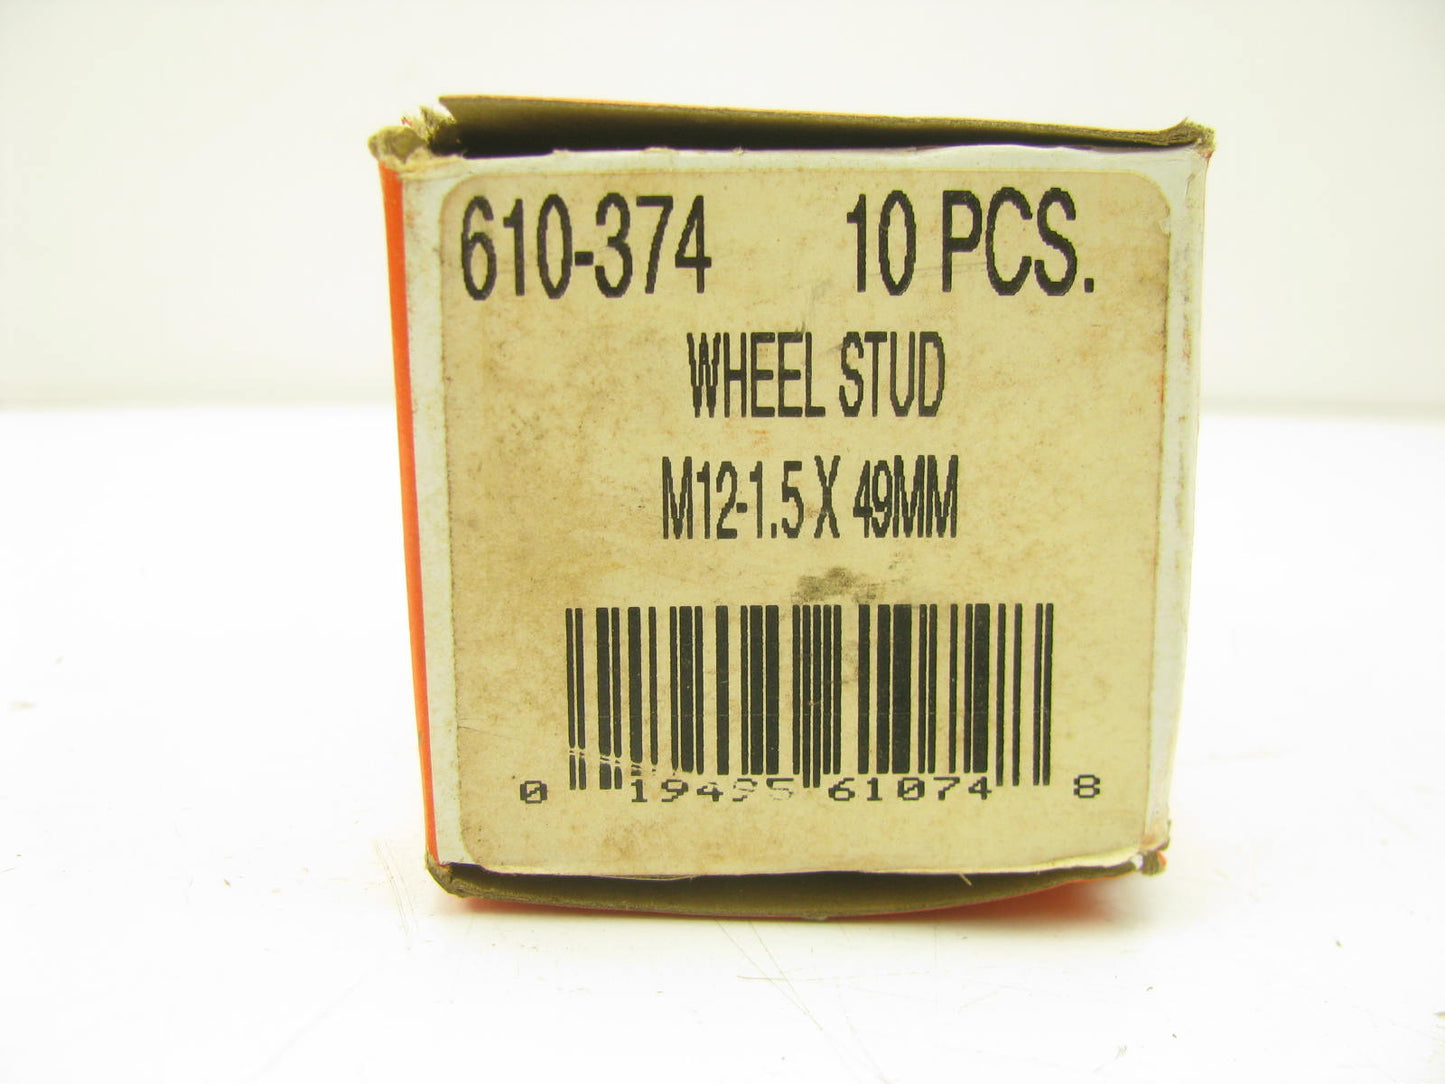 610-374 10 PCS.
WHEEL STUD
M12-1.5 X 49MM
0 19495 61074 8